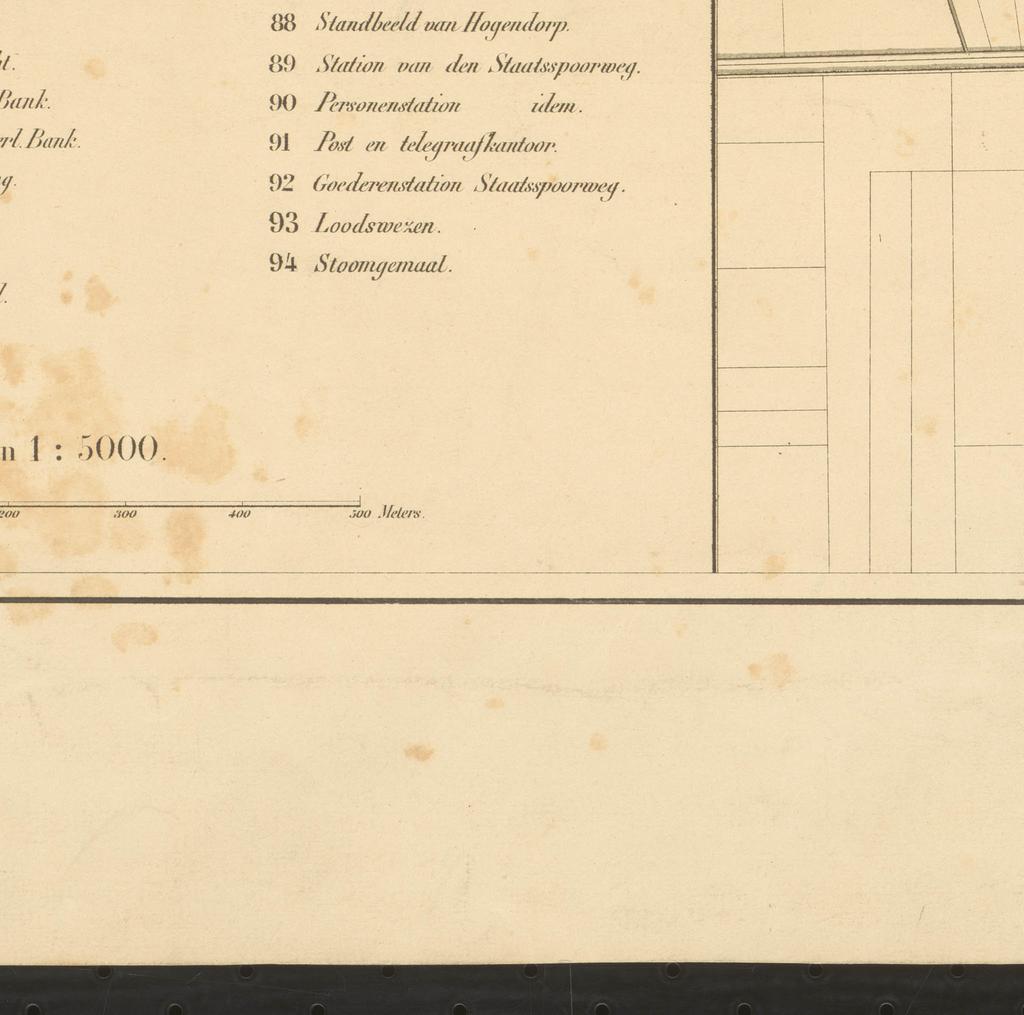 88 Standbeeld van Hogendorp.
89 Station van den Staatsspoorweg.
90 Personenstation idem.
91 Post en telegraafkantoor.
92 Goederenstation Staatsspoorweg.
93 Loodswezen.
94 Stoomgemaal.
Bank.
Bank.
1 : 5000.
200 300 400 500 Meters.